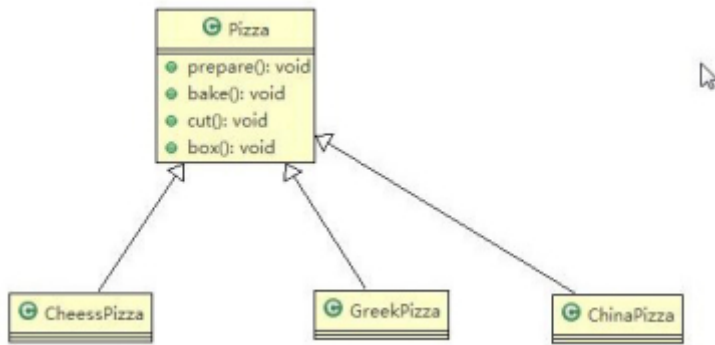 Pizza
prepare(): void
bake(): void
cut(): void
box(): void
CheessPizza
GreekPizza
ChinaPizza